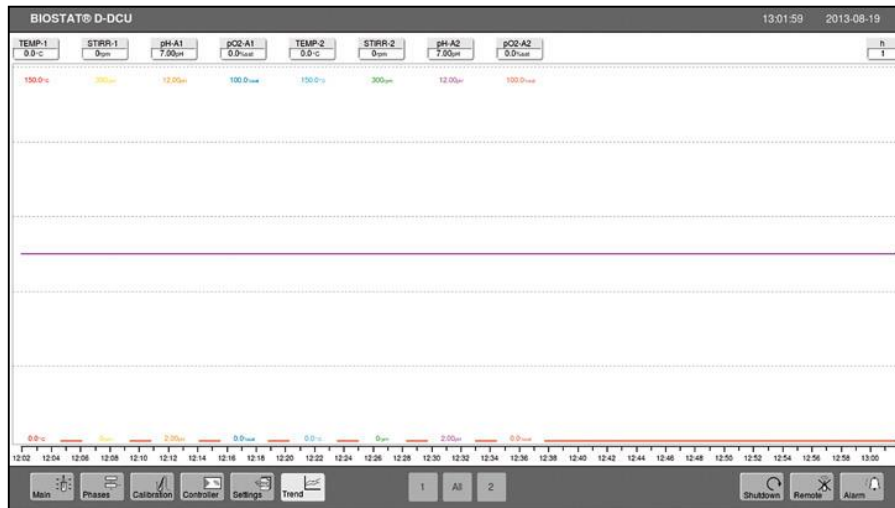 BIOSTAT® D-DCU 13:01:59 2013-08-19
TEMP-1 STIRR-1 pH-A1 pO2-A1 TEMP-2 STIRR-2 pH-A2 pO2-A2 h
0.0°C 0rpm 7.00pH 0.0%sat 0.0°C 0rpm 7.00pH 0.0%sat 1
150.0°C 300rpm 12.00pH 100.0%sat 150.0°C 300rpm 12.00pH 100.0%sat
0.0°C 0rpm 2.00pH 0.0%sat 0.0°C 0rpm 2.00pH 0.0%sat
12:02 12:04 12:06 12:08 12:10 12:12 12:14 12:16 12:18 12:20 12:22 12:24 12:26 12:28 12:30 12:32 12:34 12:36 12:38 12:40 12:42 12:44 12:46 12:48 12:50 12:52 12:54 12:56 12:58 13:00
Main Phases Calibration Controller Settings Trend 1 All 2 Shutdown Remote Alarm